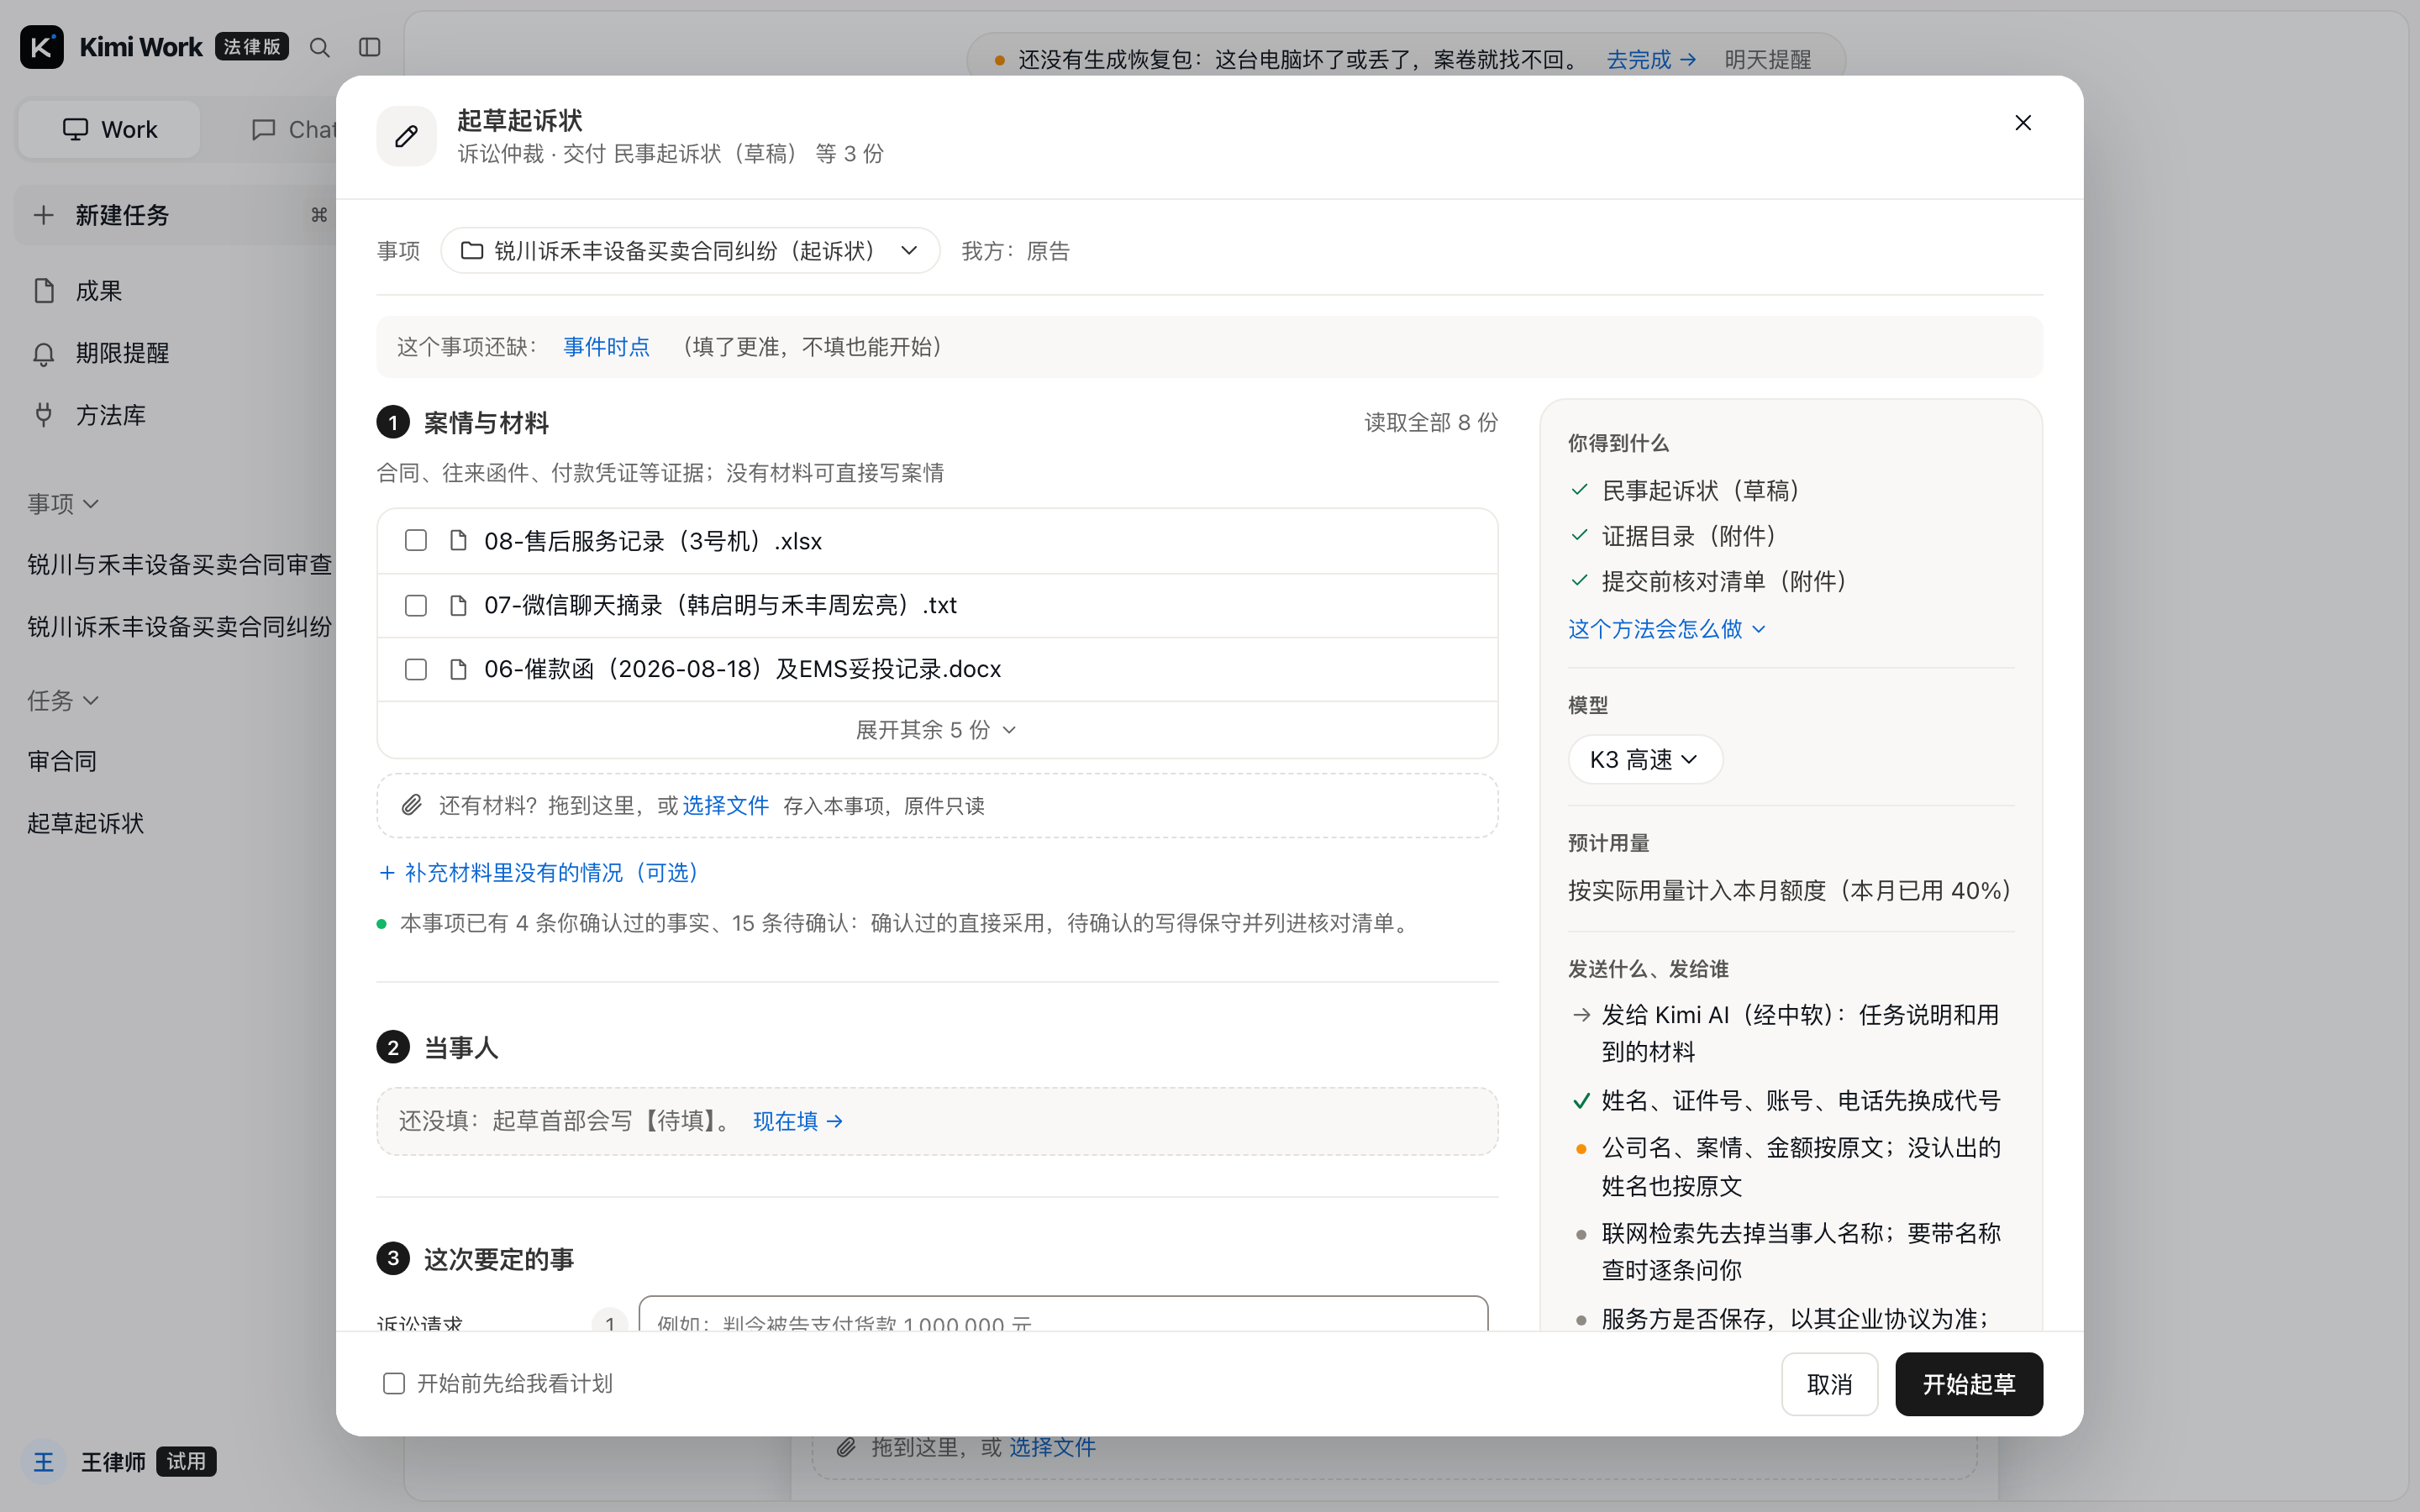 Kimi Work 法律版
Work
Chat
新建任务 ⌘
成果
期限提醒
方法库
事项
锐川与禾丰设备买卖合同审查
锐川诉禾丰设备买卖合同纠纷
任务
审合同
起草起诉状
王 王律师 试用
还没有生成恢复包：这台电脑坏了或丢了，案卷就找不回。 去完成 → 明天提醒
起草起诉状
诉讼仲裁 · 交付 民事起诉状（草稿） 等 3 份
事项 锐川诉禾丰设备买卖合同纠纷（起诉状） 我方：原告
这个事项还缺： 事件时点 （填了更准，不填也能开始）
1 案情与材料 读取全部 8 份
合同、往来函件、付款凭证等证据；没有材料可直接写案情
08-售后服务记录（3号机）.xlsx
07-微信聊天摘录（韩启明与禾丰周宏亮）.txt
06-催款函（2026-08-18）及EMS妥投记录.docx
展开其余 5 份
还有材料？拖到这里，或 选择文件 存入本事项，原件只读
+ 补充材料里没有的情况（可选）
本事项已有 4 条你确认过的事实、15 条待确认：确认过的直接采用，待确认的写得保守并列进核对清单。
2 当事人
还没填：起草首部会写【待填】。 现在填 →
3 这次要定的事
诉讼请求 1 例如：判令被告支付货款 1,000,000 元
你得到什么
民事起诉状（草稿）
证据目录（附件）
提交前核对清单（附件）
这个方法会怎么做
模型
K3 高速
预计用量
按实际用量计入本月额度（本月已用 40%）
发送什么、发给谁
→ 发给 Kimi AI（经中软）：任务说明和用
到的材料
姓名、证件号、账号、电话先换成代号
公司名、案情、金额按原文；没认出的
姓名也按原文
联网检索先去掉当事人名称；要带名称
查时逐条问你
服务方是否保存，以其企业协议为准；
开始前先给我看计划
取消
开始起草
拖到这里，或 选择文件